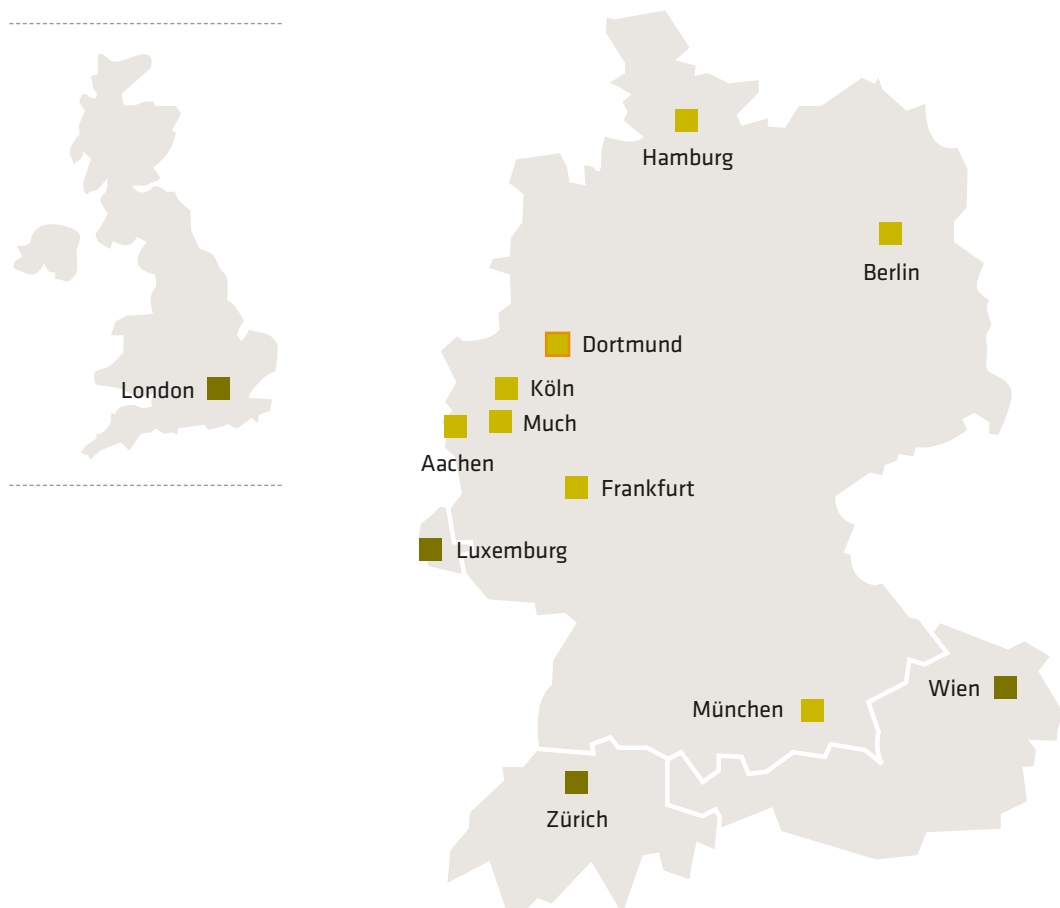 Hamburg
Berlin
Dortmund
Köln
London
Much
Aachen
Frankfurt
Luxemburg
Wien
München
Zürich